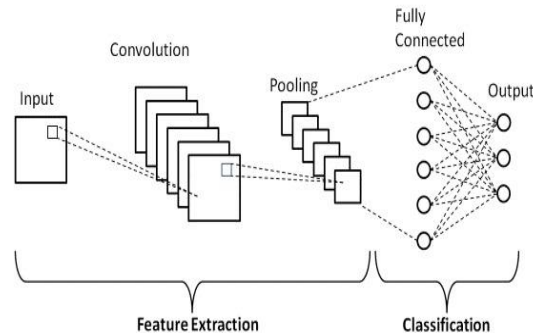 Fully
Connected
Convolution
Pooling
Output
Input
Feature Extraction
Classification